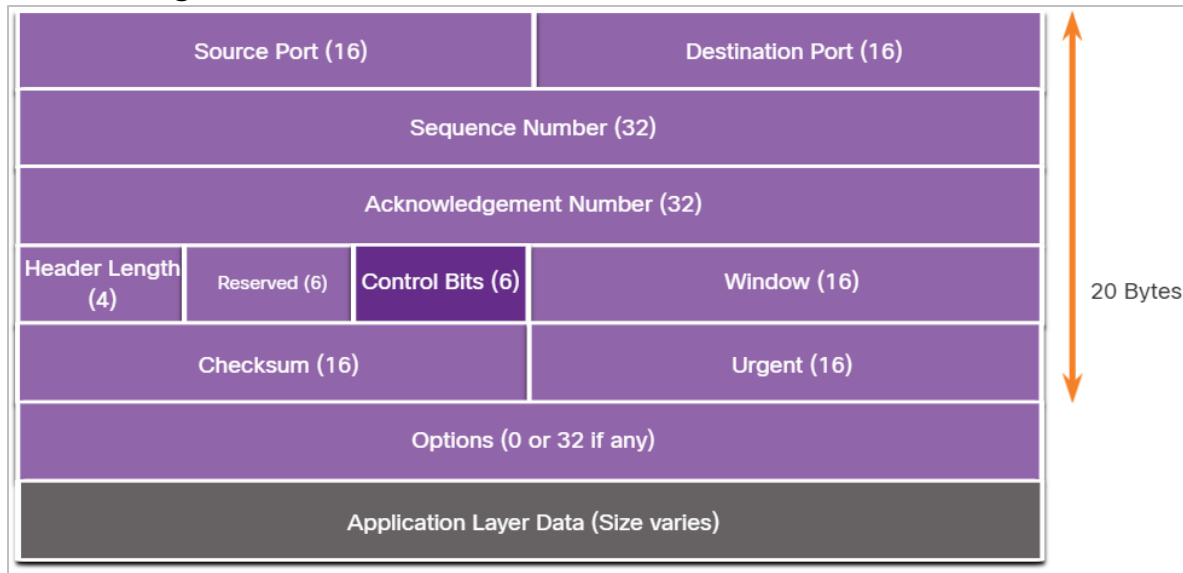 Source Port (16)
Destination Port (16)
Sequence Number (32)
Acknowledgement Number (32)
Header Length
(4)
Reserved (6)
Control Bits (6)
Window (16)
20 Bytes
Checksum (16)
Urgent (16)
Options (0 or 32 if any)
Application Layer Data (Size varies)